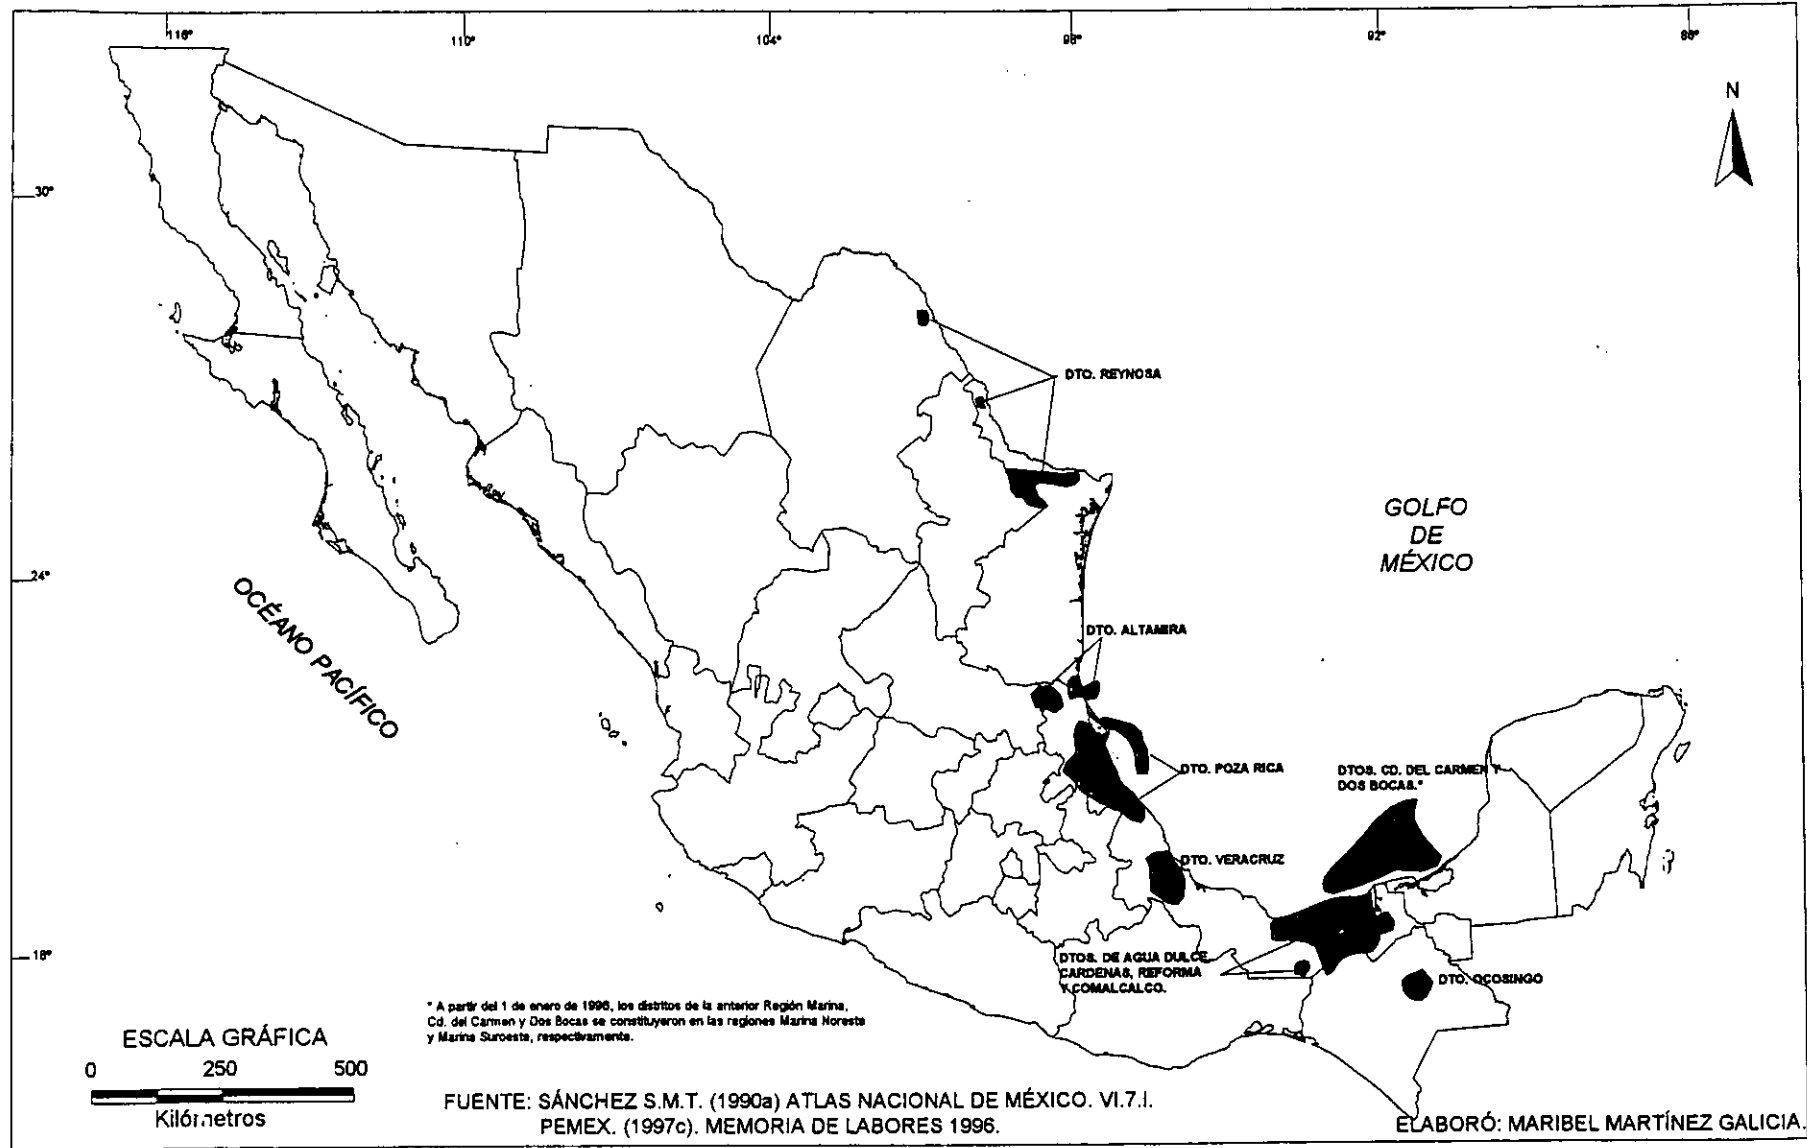 116°
110°
104°
98°
92°
86°
N
30°
DTO. REYNOSA
GOLFO
DE
MÉXICO
24°
OCÉANO PACÍFICO
DTO. ALTAMIRA
DTO. POZA RICA
DTOS. CD. DEL CARMEN Y
DOS BOCAS.*
DTO. VERACRUZ
18°
DTOS. DE AGUA DULCE,
CARDENAS, REFORMA
Y COMALCALCO.
DTO. OCOSINGO
* A partir del 1 de enero de 1996, los distritos de la anterior Región Marina,
Cd. del Carmen y Dos Bocas se constituyeron en las regiones Marina Noreste
y Marina Suroeste, respectivamente.
ESCALA GRÁFICA
0 250 500
Kilómetros
FUENTE: SÁNCHEZ S.M.T. (1990a) ATLAS NACIONAL DE MÉXICO. VI.7.I.
PEMEX. (1997c). MEMORIA DE LABORES 1996.
ELABORÓ: MARIBEL MARTÍNEZ GALICIA.